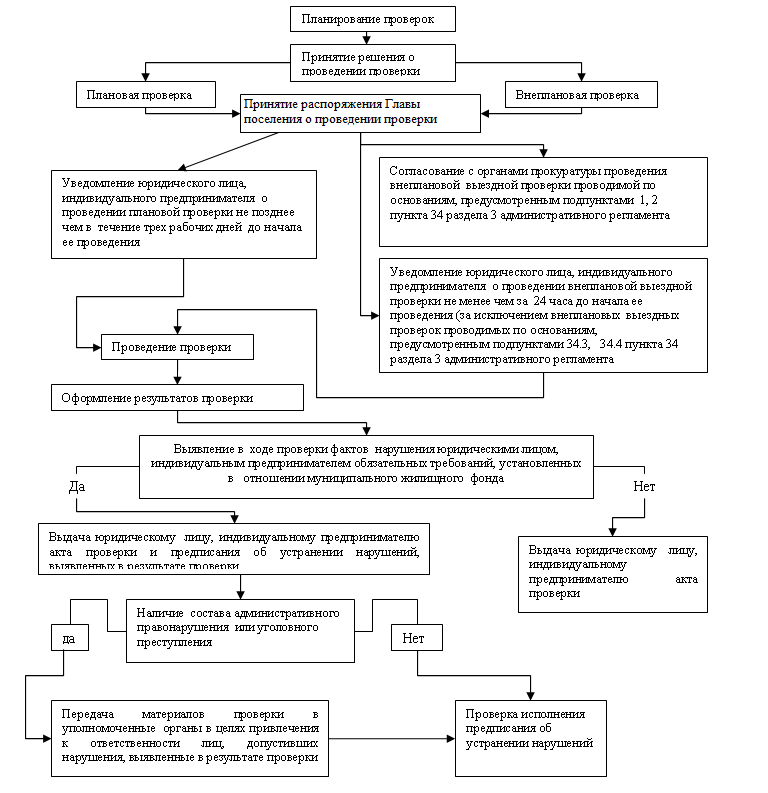 Планирование проверок
Принятие решения о
проведении проверки
Плановая проверка
Внеплановая проверка
Принятие распоряжения Главы
поселения о проведении проверки
Уведомление юридического лица,
индивидуального предпринимателя о
проведении плановой проверки не позднее
чем в течение трех рабочих дней до начала
ее проведения
Согласование с органами прокуратуры проведения
внеплановой выездной проверки проводимой по
основаниям, предусмотренным подпунктами 1, 2
пункта 34 раздела 3 административного регламента
Уведомление юридического лица, индивидуального
предпринимателя о проведении внеплановой выездной
проверки не менее чем за 24 часа до начала ее
проведения (за исключением внеплановых выездных
проверок проводимых по основаниям,
предусмотренным подпунктами 34.3, 34.4 пункта 34
раздела 3 административного регламента
Проведение проверки
Оформление результатов проверки
Выявление в ходе проверки фактов нарушения юридическими лицом,
индивидуальным предпринимателем обязательных требований, установленных
в отношении муниципального жилищного фонда
Да
Нет
Выдача юридическому лицу, индивидуальному предпринимателю
акта проверки и предписания об устранении нарушений,
выявленных в результате проверки
Выдача юридическому лицу,
индивидуальному
предпринимателю акта
проверки
Наличие состава административного
правонарушения или уголовного
преступления
да
Нет
Передача материалов проверки в
уполномоченные органы в целях привлечения
к ответственности лиц, допустивших
нарушения, выявленные в результате проверки
Проверка исполнения
предписания об
устранении нарушений